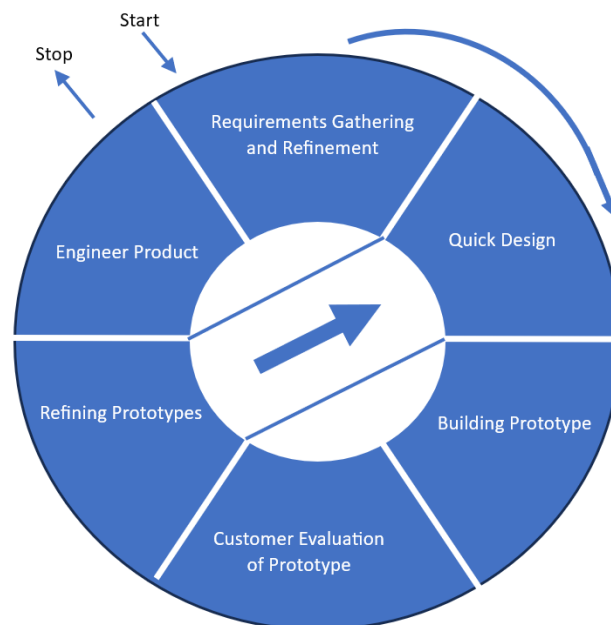 Start
Stop
Requirements Gathering
and Refinement
Quick Design
Building Prototype
Customer Evaluation
of Prototype
Refining Prototypes
Engineer Product